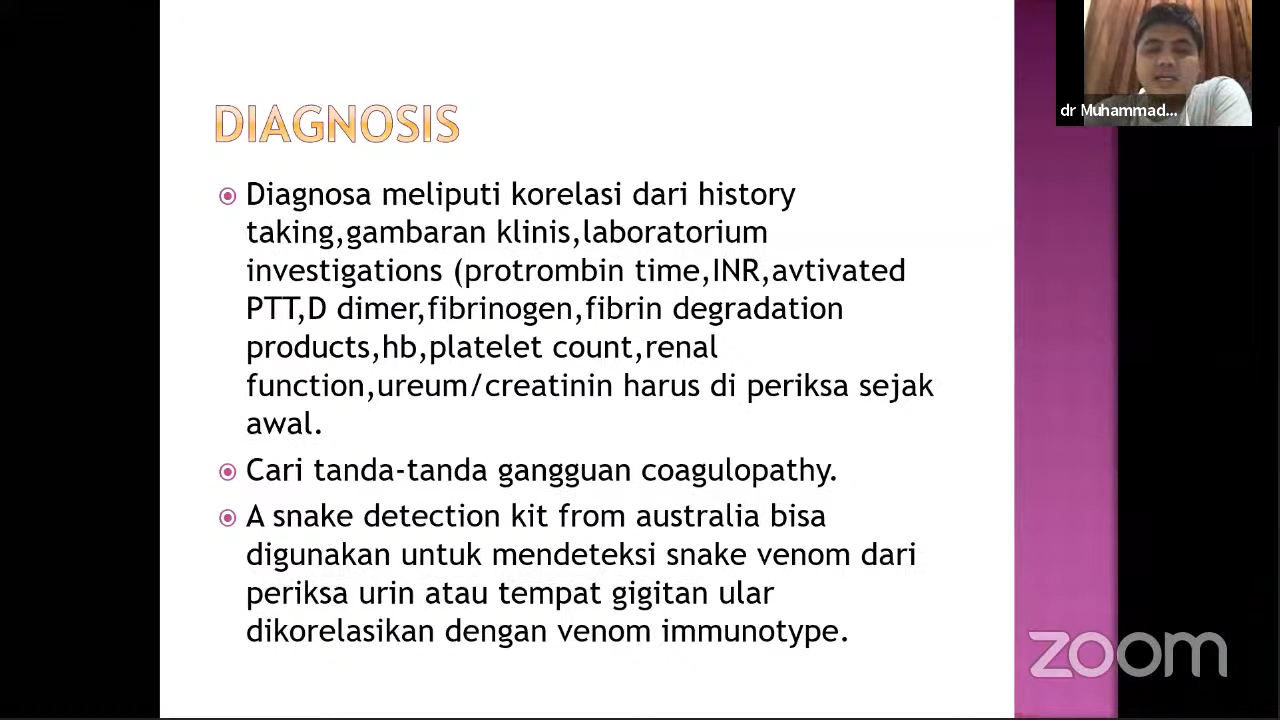 DIAGNOSIS
Diagnosa meliputi korelasi dari history
taking,gambaran klinis,laboratorium
investigations (protrombin time,INR,avtivated
PTT,D dimer,fibrinogen,fibrin degradation
products,hb,platelet count,renal
function,ureum/creatinin harus di periksa sejak
awal.
Cari tanda-tanda gangguan coagulopathy.
A snake detection kit from australia bisa
digunakan untuk mendeteksi snake venom dari
periksa urin atau tempat gigitan ular
dikorelasikan dengan venom immunotype.
dr Muhammad...
zoom